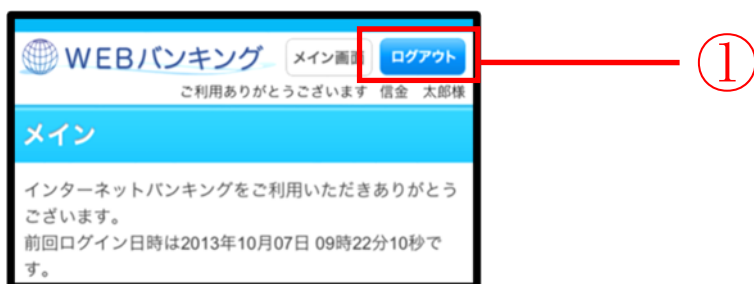 WEBバンキング メイン画面 ログアウト
①
ご利用ありがとうございます 信金 太郎様
メイン
インターネットバンキングをご利用いただきありがとう
ございます。
前回ログイン日時は2013年10月07日 09時22分10秒で
す。